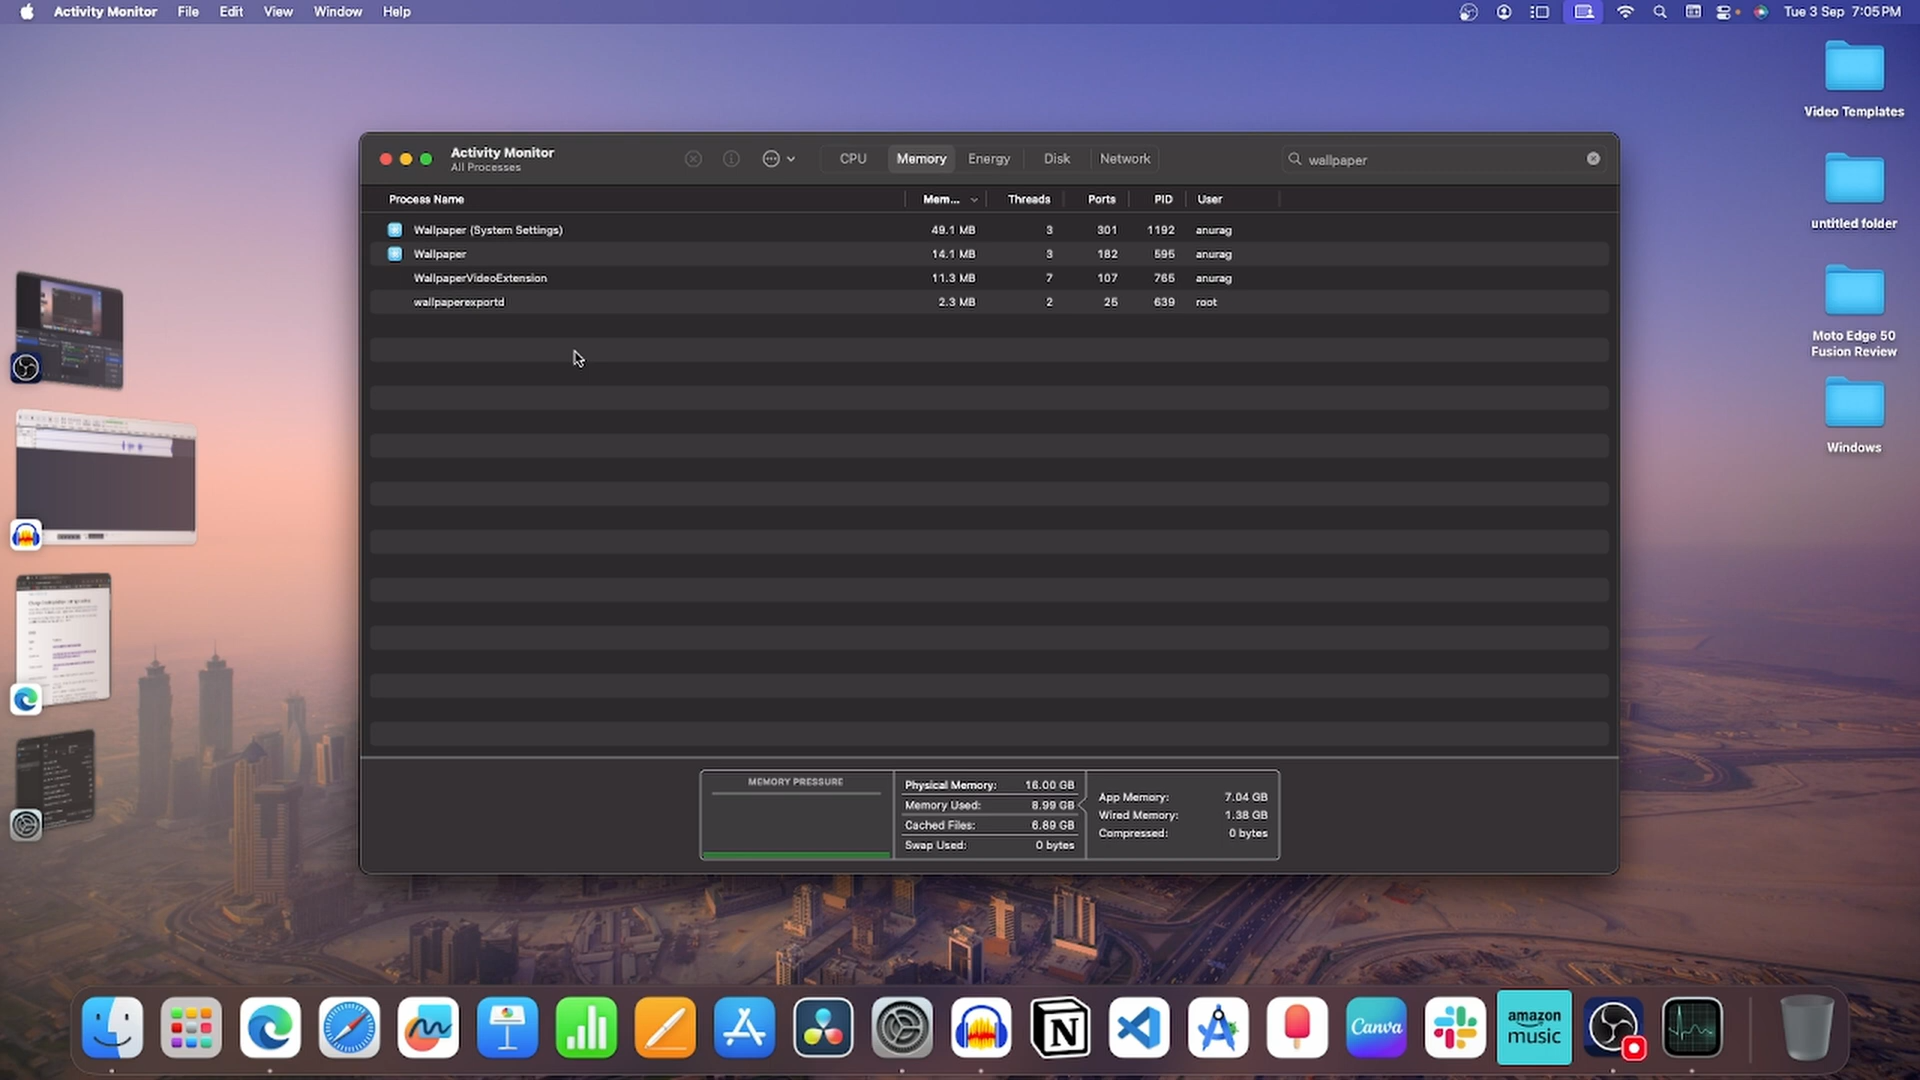 Activity Monitor File Edit View Window Help Tue 3 Sep 7:05 PM
Video Templates
untitled folder
Moto Edge 50
Fusion Review
Windows
Activity Monitor
All Processes
CPU Memory Energy Disk Network
wallpaper
Process Name Mem... Threads Ports PID User
Wallpaper (System Settings) 49.1 MB 3 301 1192 anurag
Wallpaper 14.1 MB 3 182 595 anurag
WallpaperVideoExtension 11.3 MB 7 107 765 anurag
wallpaperexportd 2.3 MB 2 25 639 root
MEMORY PRESSURE
Physical Memory: 16.00 GB
Memory Used: 8.99 GB
Cached Files: 6.89 GB
Swap Used: 0 bytes
App Memory: 7.04 GB
Wired Memory: 1.38 GB
Compressed: 0 bytes
Canva
amazon
music